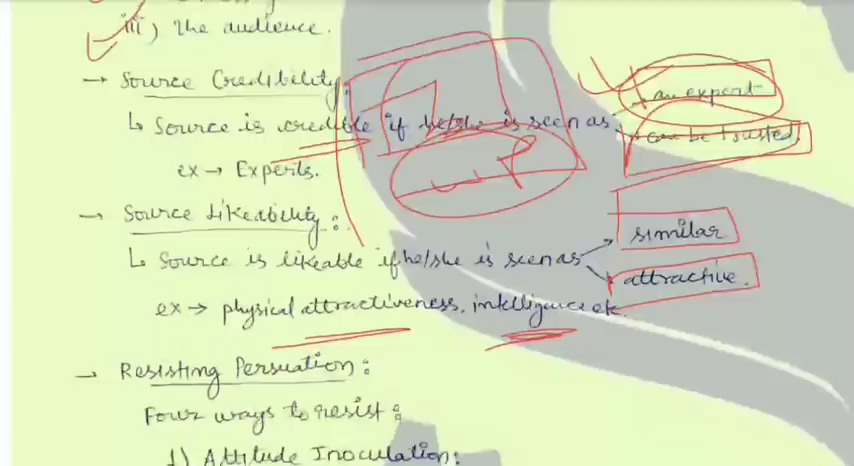 iii) The audience.
→ Source Credibility:
↳ Source is credible if he/she is seen as → an expert
→ can be trusted.
ex → Experts.
→ Source Likeability:
↳ Source is likeable if he/she is seen as → similar
→ attractive.
ex → physical attractiveness, intelligence etc.
→ Resisting Persuation:
Four ways to resist:
1) Attitude Inoculation: